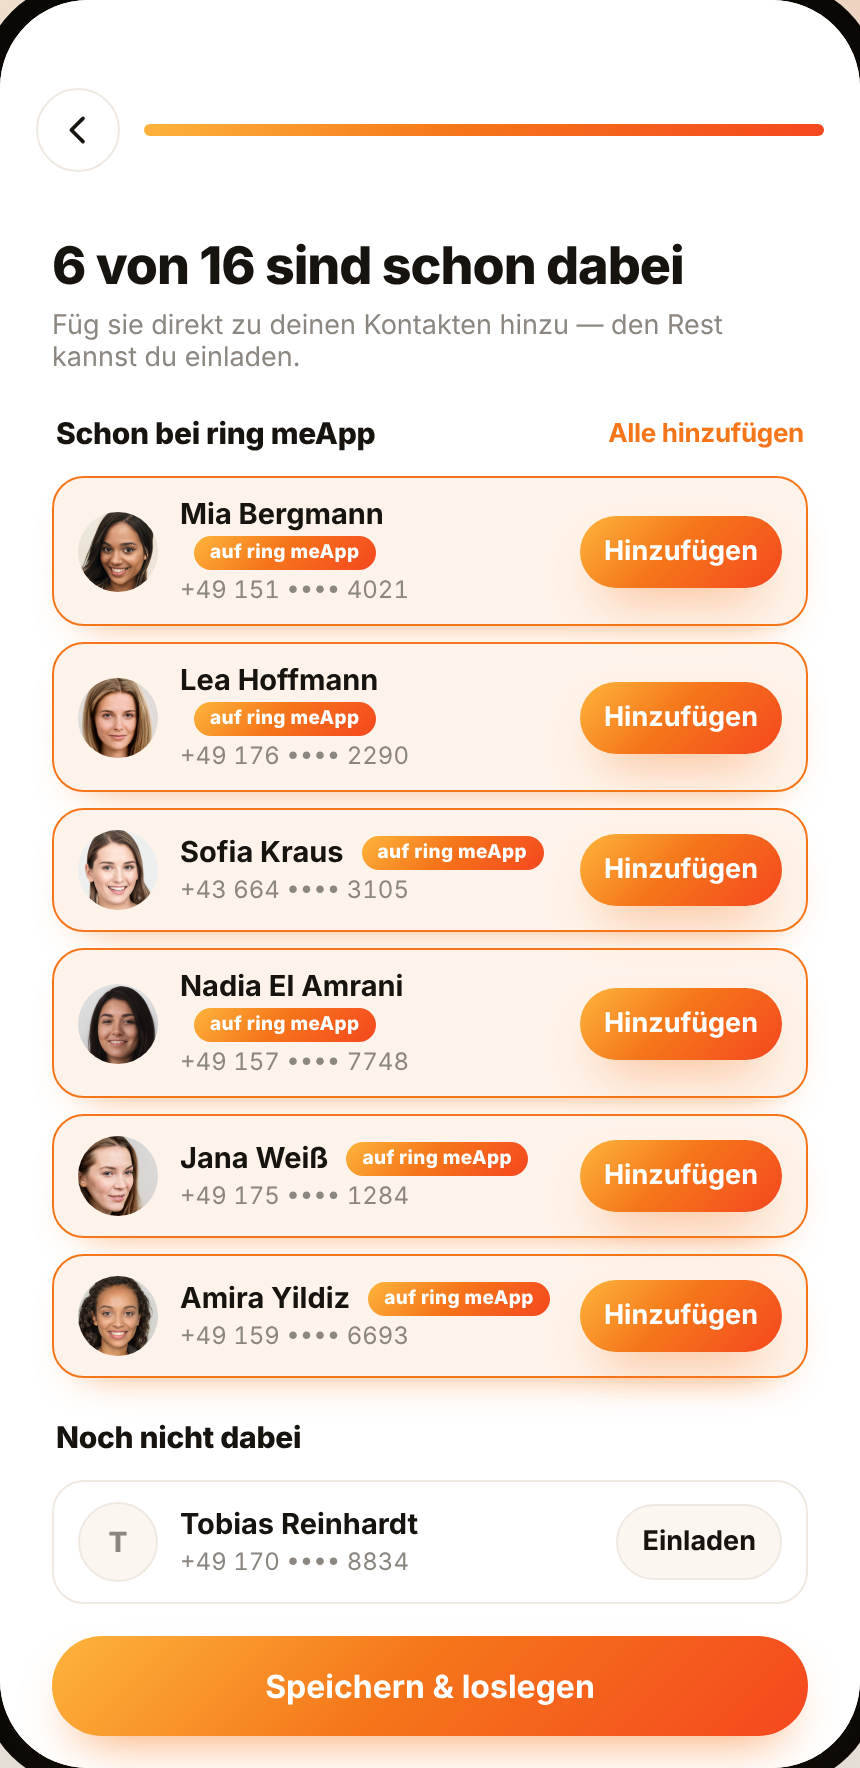 6 von 16 sind schon dabei
Füg sie direkt zu deinen Kontakten hinzu — den Rest
kannst du einladen.
Schon bei ring meApp
Alle hinzufügen
Mia Bergmann
auf ring meApp
+49 151 •••• 4021
Hinzufügen
Lea Hoffmann
auf ring meApp
+49 176 •••• 2290
Hinzufügen
Sofia Kraus auf ring meApp
+43 664 •••• 3105
Hinzufügen
Nadia El Amrani
auf ring meApp
+49 157 •••• 7748
Hinzufügen
Jana Weiß auf ring meApp
+49 175 •••• 1284
Hinzufügen
Amira Yildiz auf ring meApp
+49 159 •••• 6693
Hinzufügen
Noch nicht dabei
T
Tobias Reinhardt
+49 170 •••• 8834
Einladen
Speichern & loslegen